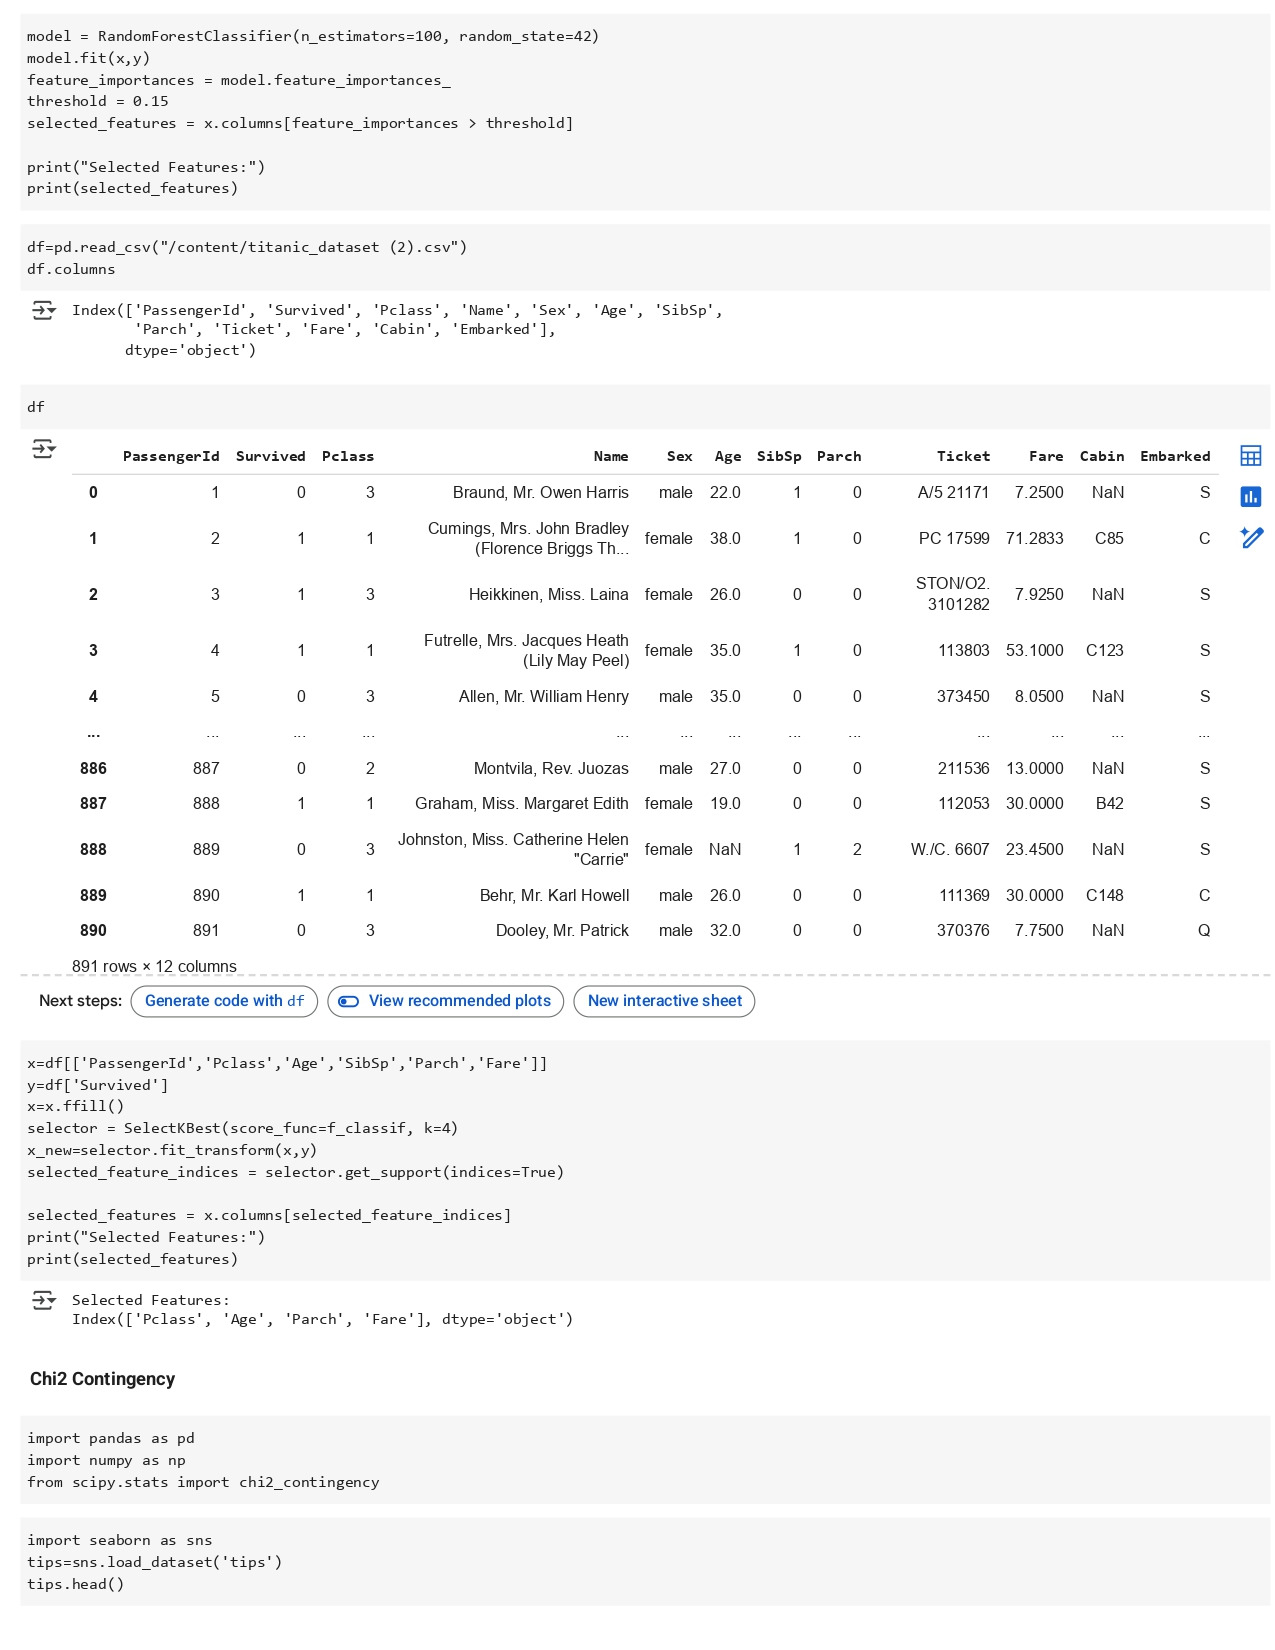 model = RandomForestClassifier(n_estimators=100, random_state=42)
model.fit(x,y)
feature_importances = model.feature_importances_
threshold = 0.15
selected_features = x.columns[feature_importances > threshold]
print("Selected Features:")
print(selected_features)
df=pd.read_csv("/content/titanic_dataset (2).csv")
df.columns
Index(['PassengerId', 'Survived', 'Pclass', 'Name', 'Sex', 'Age', 'SibSp',
'Parch', 'Ticket', 'Fare', 'Cabin', 'Embarked'],
dtype='object')
df
PassengerId Survived Pclass Name Sex Age SibSp Parch Ticket Fare Cabin Embarked
0 1 0 3 Braund, Mr. Owen Harris male 22.0 1 0 A/5 21171 7.2500 NaN S
1 2 1 1 Cumings, Mrs. John Bradley (Florence Briggs Th... female 38.0 1 0 PC 17599 71.2833 C85 C
2 3 1 3 Heikkinen, Miss. Laina female 26.0 0 0 STON/O2. 3101282 7.9250 NaN S
3 4 1 1 Futrelle, Mrs. Jacques Heath (Lily May Peel) female 35.0 1 0 113803 53.1000 C123 S
4 5 0 3 Allen, Mr. William Henry male 35.0 0 0 373450 8.0500 NaN S
... ... ... ... ... ... ... ... ... ... ... ... ...
886 887 0 2 Montvila, Rev. Juozas male 27.0 0 0 211536 13.0000 NaN S
887 888 1 1 Graham, Miss. Margaret Edith female 19.0 0 0 112053 30.0000 B42 S
888 889 0 3 Johnston, Miss. Catherine Helen "Carrie" female NaN 1 2 W./C. 6607 23.4500 NaN S
889 890 1 1 Behr, Mr. Karl Howell male 26.0 0 0 111369 30.0000 C148 C
890 891 0 3 Dooley, Mr. Patrick male 32.0 0 0 370376 7.7500 NaN Q
891 rows × 12 columns
Next steps: Generate code with df View recommended plots New interactive sheet
x=df[['PassengerId','Pclass','Age','SibSp','Parch','Fare']]
y=df['Survived']
x=x.ffill()
selector = SelectKBest(score_func=f_classif, k=4)
x_new=selector.fit_transform(x,y)
selected_feature_indices = selector.get_support(indices=True)
selected_features = x.columns[selected_feature_indices]
print("Selected Features:")
print(selected_features)
Selected Features:
Index(['Pclass', 'Age', 'Parch', 'Fare'], dtype='object')
Chi2 Contingency
import pandas as pd
import numpy as np
from scipy.stats import chi2_contingency
import seaborn as sns
tips=sns.load_dataset('tips')
tips.head()